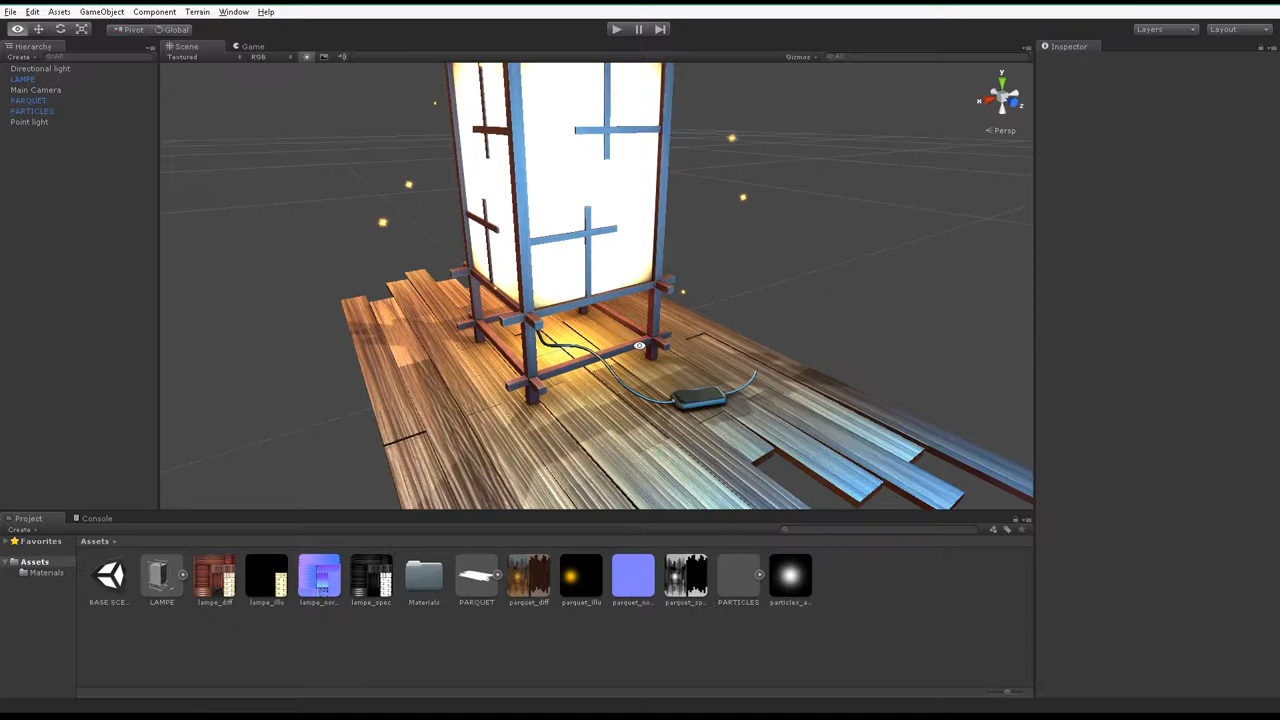 File Edit Assets GameObject Component Terrain Window Help
Pivot Global Layers Layout
Hierarchy Scene Game Inspector
Create All Textured RGB Gizmos All
Directional light
LAMPE
Main Camera
PARQUET
PARTICLES
Point light
y
x z
Persp
Project Console
Create
Favorites Assets
Assets
Materials
BASE SCE... LAMPE lampe_diff lampe_illu lampe_nor... lampe_spec Materials PARQUET parquet_diff parquet_illu parquet_no... parquet_sp... PARTICLES particles_a...